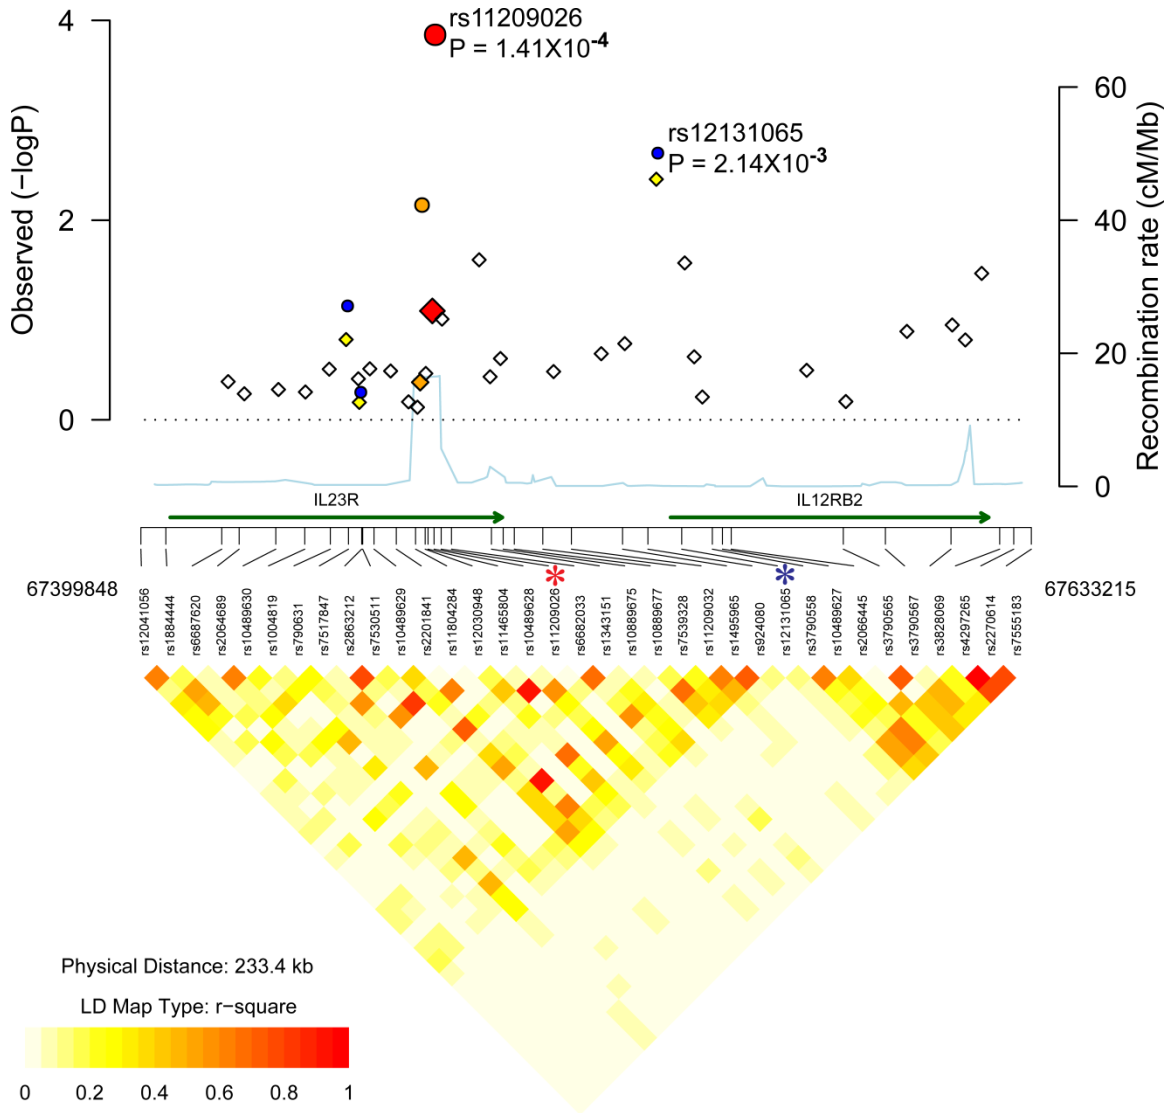 4
2
0
Observed (−logP)
rs11209026
P = 1.41X10-4
rs12131065
P = 2.14X10-3
60
40
20
0
Recombination rate (cM/Mb)
IL23R
IL12RB2
*
*
67399848
67633215
rs12041056
rs1884444
rs6687620
rs2064689
rs10489630
rs1004819
rs790631
rs7517847
rs2863212
rs7530511
rs10489629
rs2201841
rs11804284
rs12030948
rs11465804
rs10489628
rs11209026
rs6682033
rs1343151
rs10889675
rs10889677
rs7539328
rs11209032
rs1495965
rs924080
rs12131065
rs3790558
rs10489627
rs2066445
rs3790565
rs3790567
rs3828069
rs4297265
rs2270614
rs7555183
Physical Distance: 233.4 kb
LD Map Type: r−square
0 0.2 0.4 0.6 0.8 1